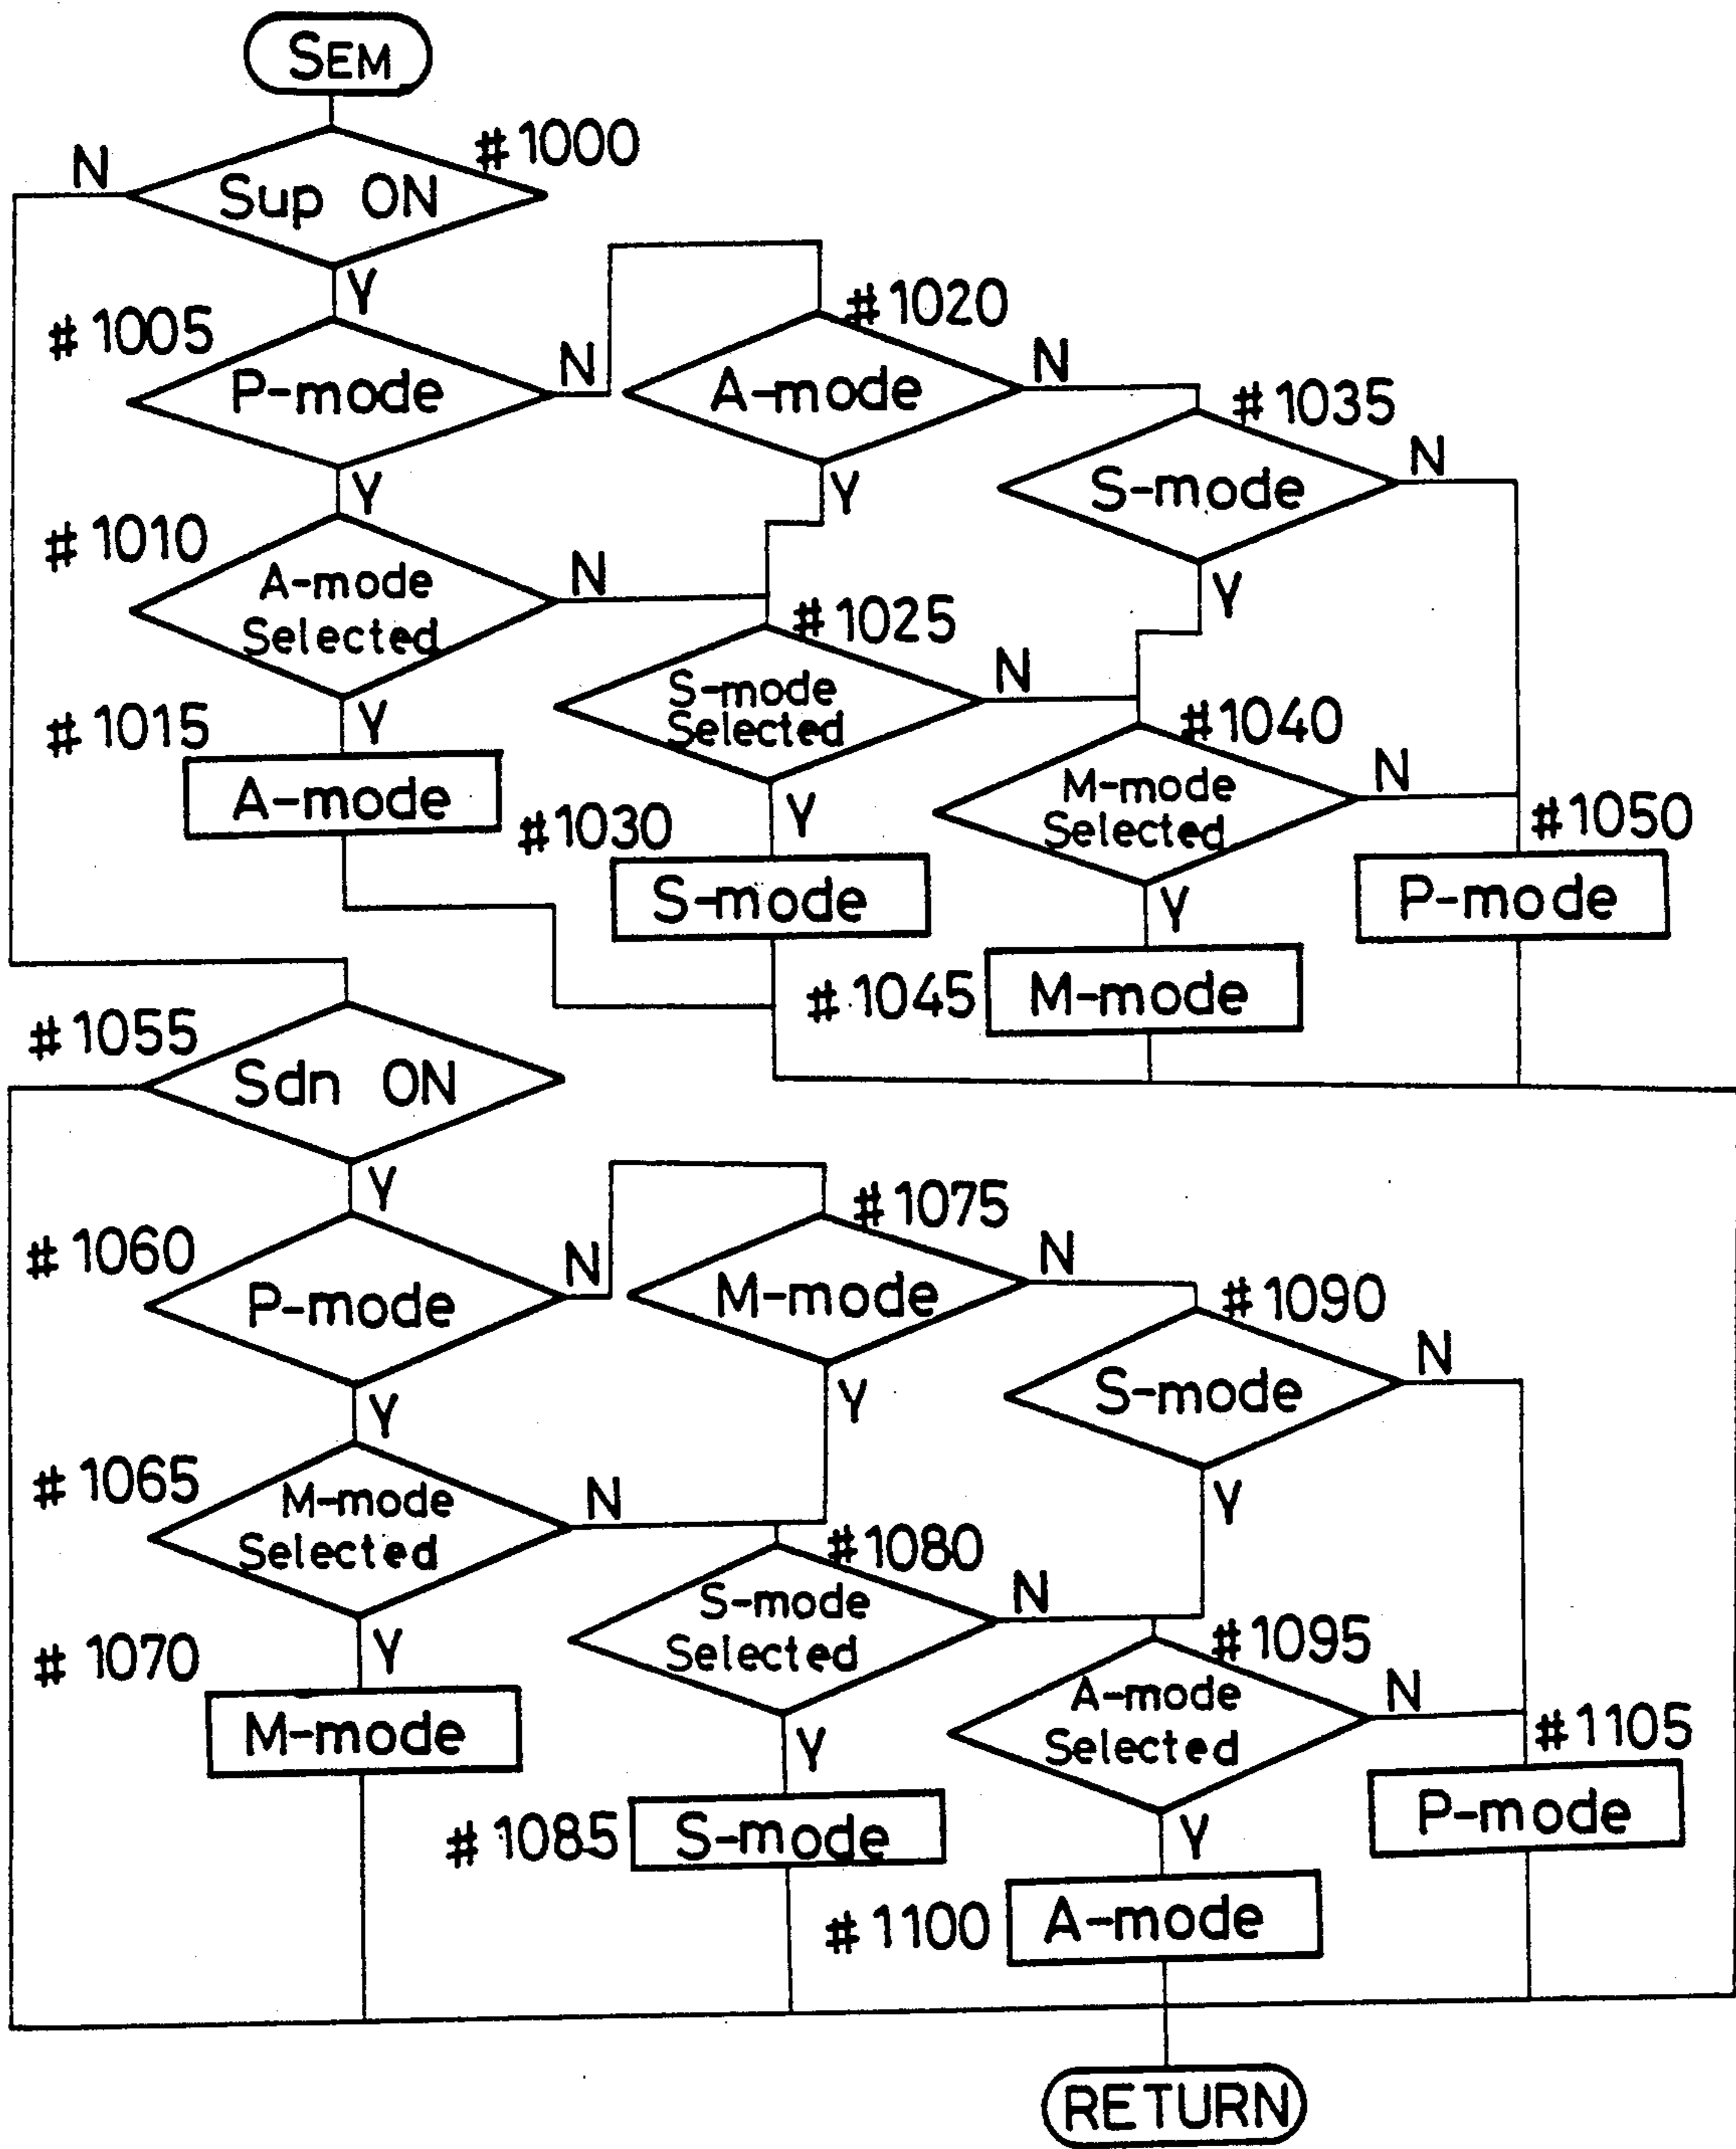 SEM
#1000
N
Sup ON
Y
#1005
P-mode
N
#1020
A-mode
N
#1035
S-mode
N
Y
Y
Y
#1010
A-mode
Selected
N
#1025
S-mode
Selected
N
#1040
M-mode
Selected
N
Y
#1015
A-mode
Y
#1030
S-mode
Y
#1045
M-mode
#1050
P-mode
#1055
Sdn ON
Y
#1060
P-mode
N
#1075
M-mode
N
#1090
S-mode
N
Y
Y
Y
#1065
M-mode
Selected
N
#1080
S-mode
Selected
N
#1095
A-mode
Selected
N
Y
#1070
M-mode
Y
#1085
S-mode
Y
#1100
A-mode
#1105
P-mode
RETURN